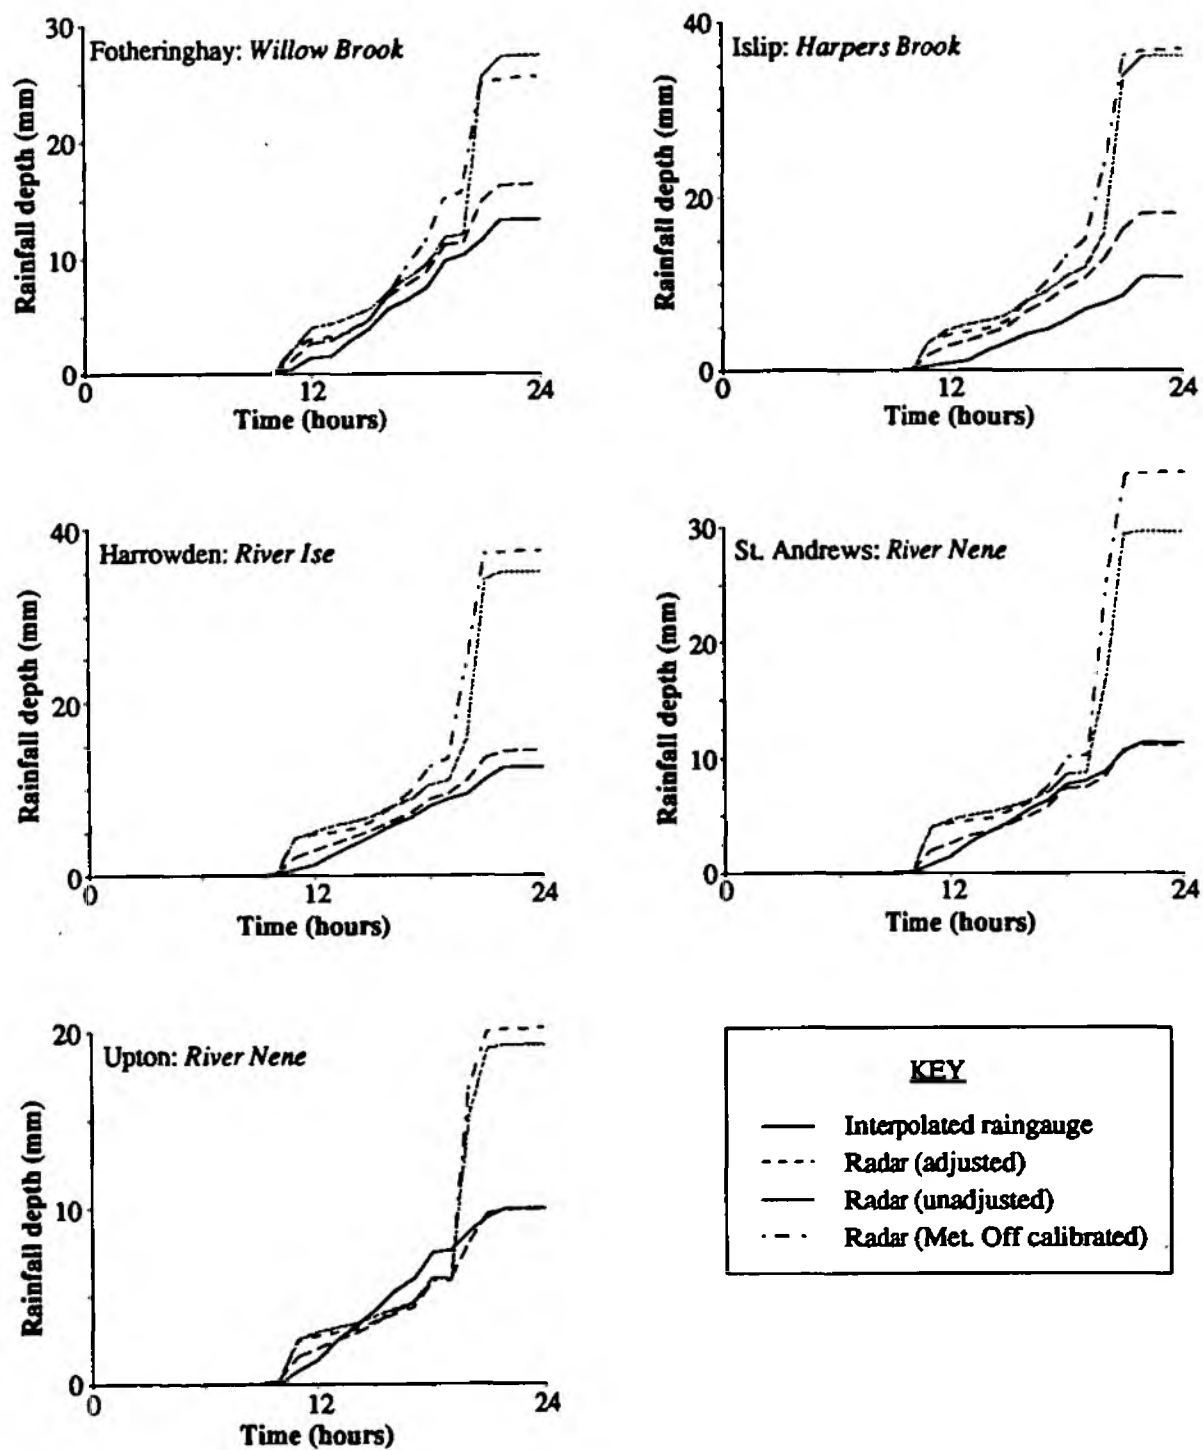 Fotheringhay: Willow Brook
Rainfall depth (mm)
30
20
10
0
0 12 24
Time (hours)
Islip: Harpers Brook
Rainfall depth (mm)
40
20
0
0 12 24
Time (hours)
Harrowden: River Ise
Rainfall depth (mm)
40
20
0
0 12 24
Time (hours)
St. Andrews: River Nene
Rainfall depth (mm)
30
20
10
0
0 12 24
Time (hours)
Upton: River Nene
Rainfall depth (mm)
20
10
0
0 12 24
Time (hours)
KEY
Interpolated raingauge
Radar (adjusted)
Radar (unadjusted)
Radar (Met. Off calibrated)